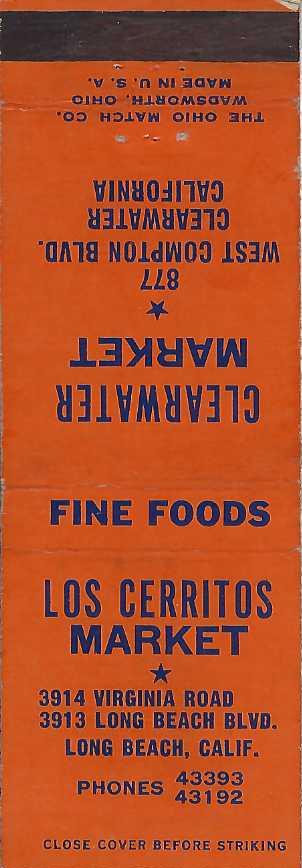 CLEARWATER
MARKET
★
877
WEST COMPTON BLVD.
CLEARWATER
CALIFORNIA
THE OHIO MATCH CO.
WADSWORTH, OHIO
MADE IN U. S. A.
FINE FOODS
LOS CERRITOS
MARKET
★
3914 VIRGINIA ROAD
3913 LONG BEACH BLVD.
LONG BEACH, CALIF.
PHONES 43393
43192
CLOSE COVER BEFORE STRIKING